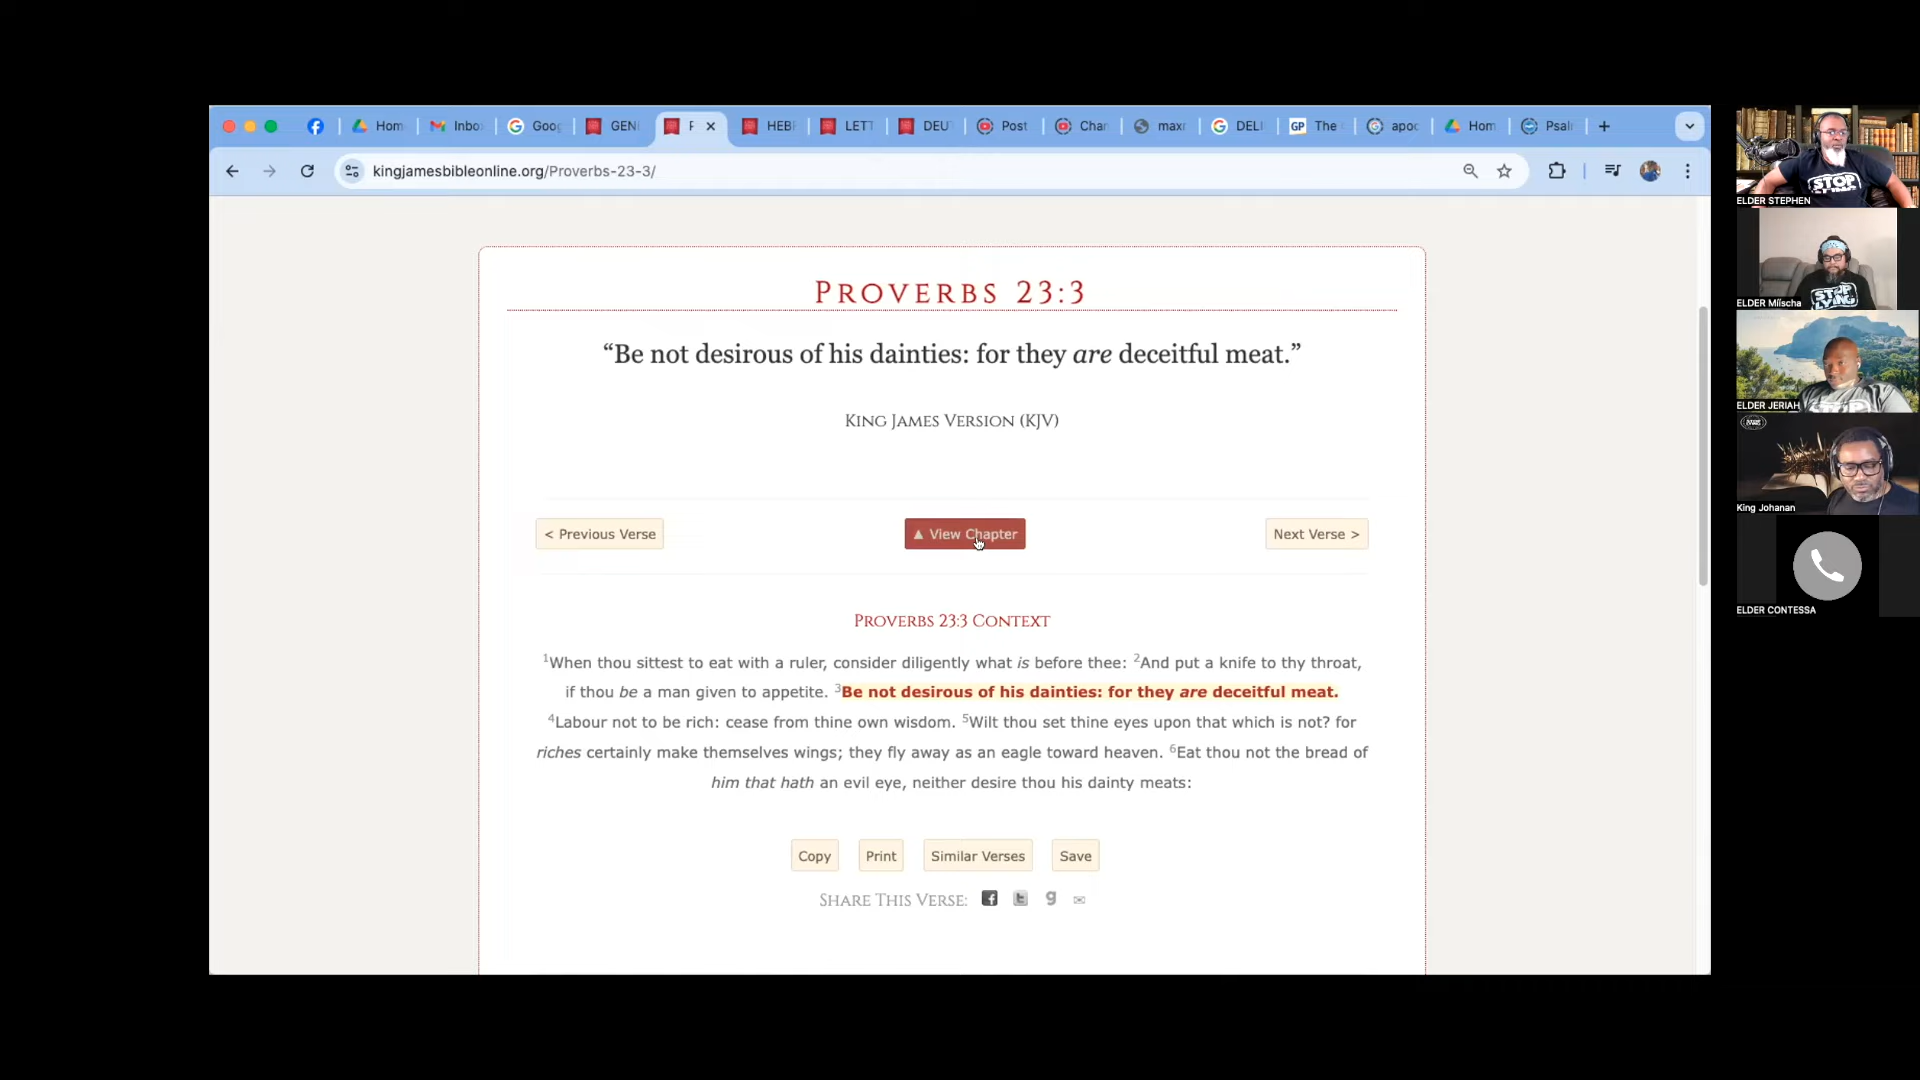 Hom
Inbo
Goog
GEN
P
HEB
LETT
DEU
Post
Chan
maxr
DELI
GP
The
apoc
Hom
Psal
kingjamesbibleonline.org/Proverbs-23-3/
PROVERBS 23:3
“Be not desirous of his dainties: for they are deceitful meat.”
KING JAMES VERSION (KJV)
< Previous Verse
▲ View Chapter
Next Verse >
PROVERBS 23:3 CONTEXT
1When thou sittest to eat with a ruler, consider diligently what is before thee: 2And put a knife to thy throat,
if thou be a man given to appetite. 3Be not desirous of his dainties: for they are deceitful meat.
4Labour not to be rich: cease from thine own wisdom. 5Wilt thou set thine eyes upon that which is not? for
riches certainly make themselves wings; they fly away as an eagle toward heaven. 6Eat thou not the bread of
him that hath an evil eye, neither desire thou his dainty meats:
Copy
Print
Similar Verses
Save
SHARE THIS VERSE:
STOP
LYING
ELDER STEPHEN
STOP
LYING
ELDER Miischa
STOP
ELDER JERIAH
King Johanan
ELDER CONTESSA